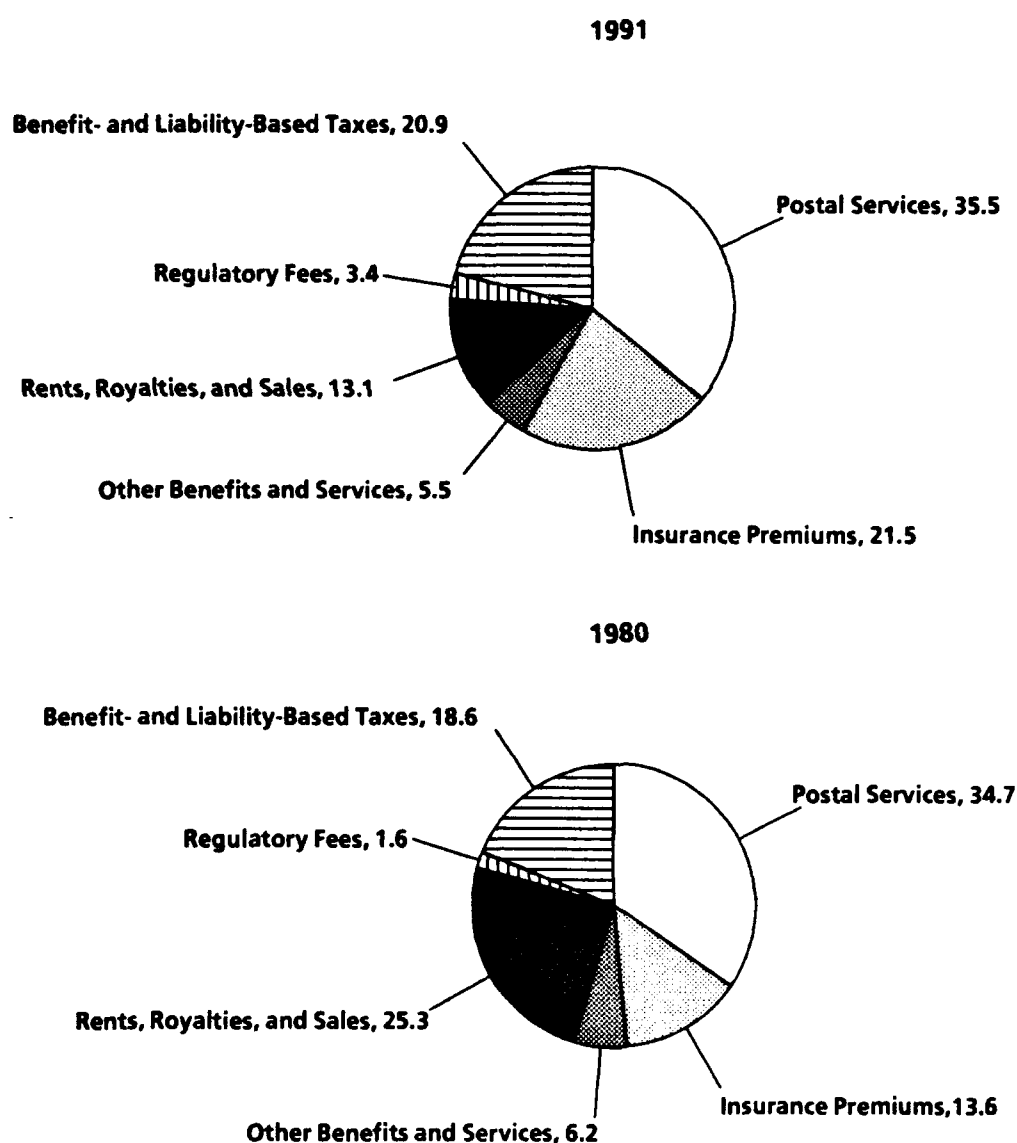 1991
Benefit- and Liability-Based Taxes, 20.9
Postal Services, 35.5
Regulatory Fees, 3.4
Rents, Royalties, and Sales, 13.1
Other Benefits and Services, 5.5
Insurance Premiums, 21.5
1980
Benefit- and Liability-Based Taxes, 18.6
Postal Services, 34.7
Regulatory Fees, 1.6
Rents, Royalties, and Sales, 25.3
Insurance Premiums,13.6
Other Benefits and Services, 6.2